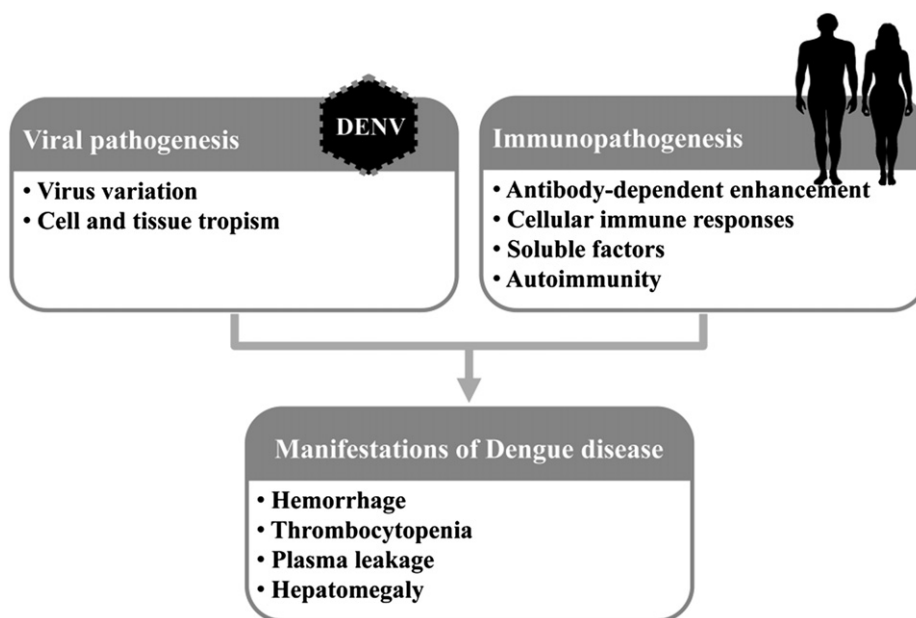 DENV
Viral pathogenesis
• Virus variation
• Cell and tissue tropism
Immunopathogenesis
• Antibody-dependent enhancement
• Cellular immune responses
• Soluble factors
• Autoimmunity
Manifestations of Dengue disease
• Hemorrhage
• Thrombocytopenia
• Plasma leakage
• Hepatomegaly